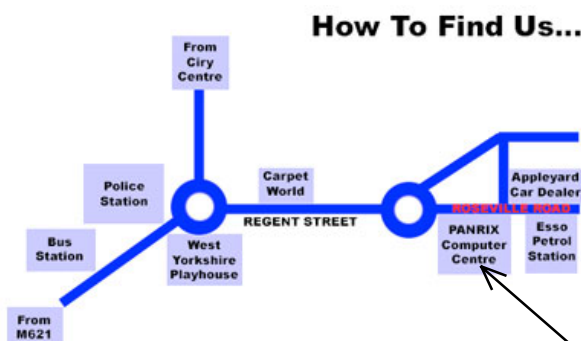 How To Find Us...
From
Ciry
Centre
Police
Station
Carpet
World
Appleyard
Car Dealer
ROSEVILLE ROAD
REGENT STREET
Bus
Station
West
Yorkshire
Playhouse
PANRIX
Computer
Centre
Esso
Petrol
Station
From
M621